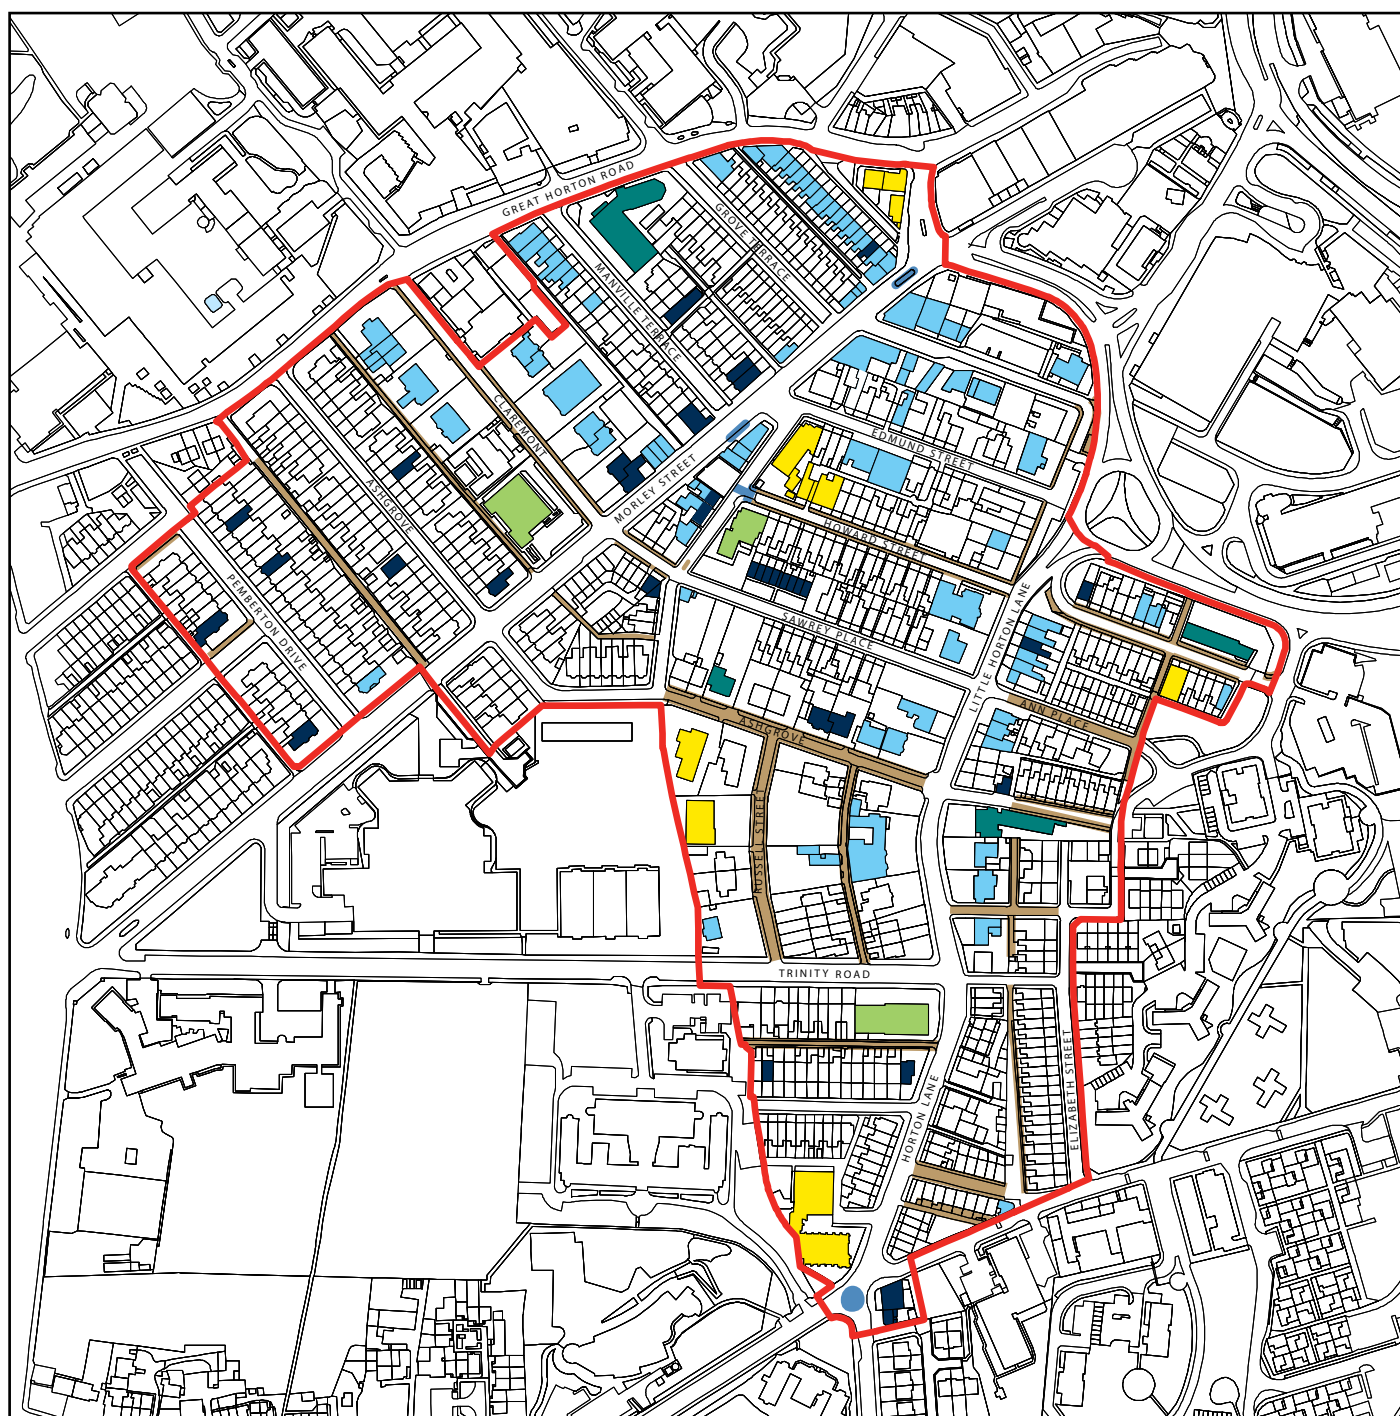 GREAT HORTON ROAD
GROVE TERRACE
MANVILLE TERRACE
CLAREMONT
EDMUND STREET
MORLEY STREET
ASHGROVE
HOWARD STREET
PEMBERTON DRIVE
SAWREY PLACE
LITTLE HORTON LANE
ANN PLACE
ASHGROVE
RUSSELL STREET
TRINITY ROAD
HORTON LANE
ELIZABETH STREET